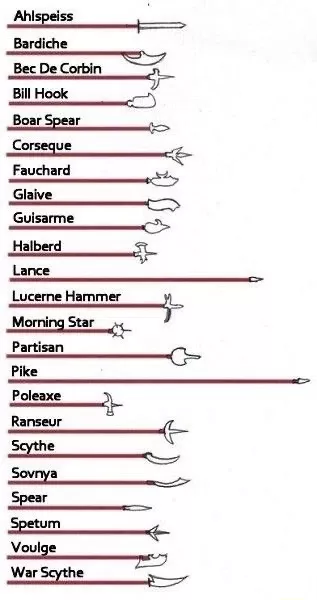 Ahlspeiss
Bardiche
Bec De Corbin
Bill Hook
Boar Spear
Corseque
Fauchard
Glaive
Guisarme
Halberd
Lance
Lucerne Hammer
Morning Star
Partisan
Pike
Poleaxe
Ranseur
Scythe
Sovnya
Spear
Spetum
Voulge
War Scythe